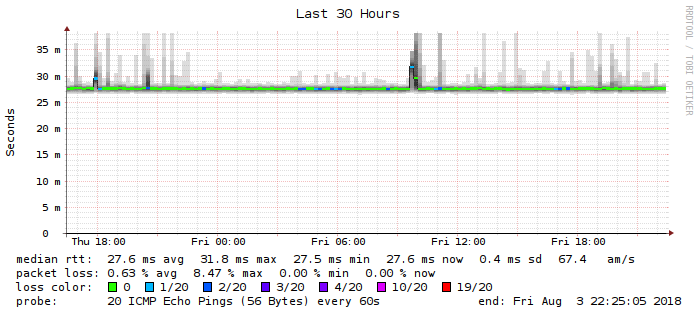 Last 30 Hours
RRDTOOL / TOBI OETIKER
Seconds
35 m
30 m
25 m
20 m
15 m
10 m
5 m
0
Thu 18:00 Fri 00:00 Fri 06:00 Fri 12:00 Fri 18:00
median rtt: 27.6 ms avg 31.8 ms max 27.5 ms min 27.6 ms now 0.4 ms sd 67.4 am/s
packet loss: 0.63 % avg 8.47 % max 0.00 % min 0.00 % now
loss color: 0 1/20 2/20 3/20 4/20 10/20 19/20
probe: 20 ICMP Echo Pings (56 Bytes) every 60s end: Fri Aug 3 22:25:05 2018